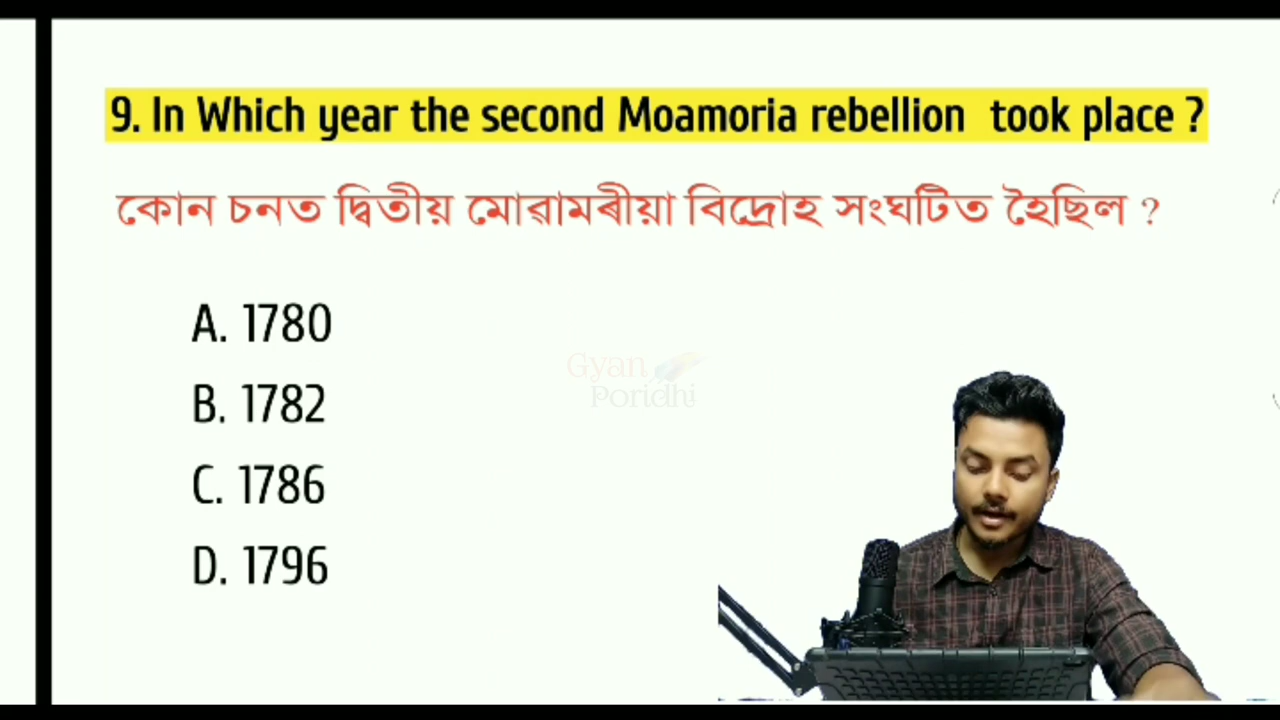 9. In Which year the second Moamoria rebellion took place ?
কোন চনত দ্বিতীয় মোৱামৰীয়া বিদ্ৰোহ সংঘটিত হৈছিল ?
A. 1780
B. 1782
C. 1786
D. 1796
Gyan
Poridhi